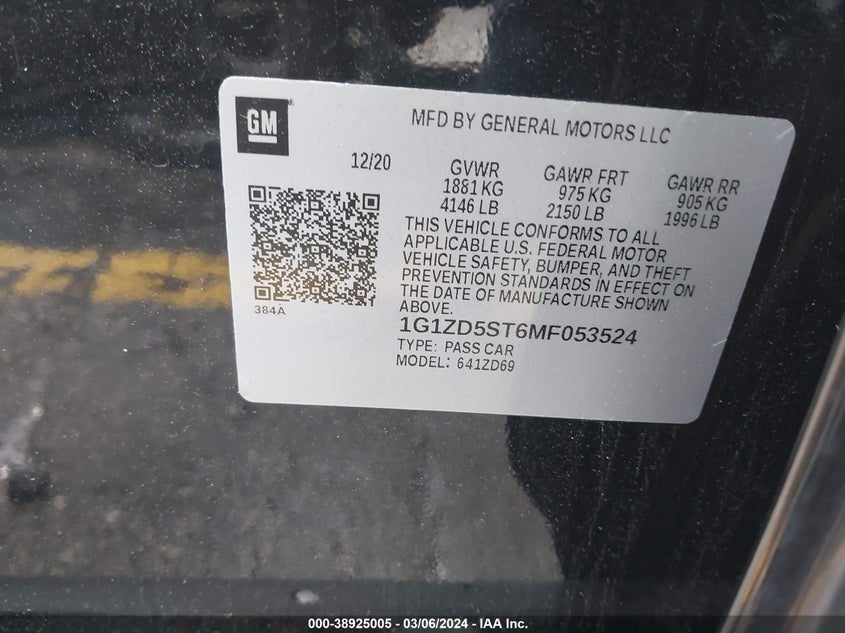 GM
MFD BY GENERAL MOTORS LLC
12/20
GVWR
1881 KG
4146 LB
GAWR FRT
975 KG
2150 LB
GAWR RR
905 KG
1996 LB
THIS VEHICLE CONFORMS TO ALL
APPLICABLE U.S. FEDERAL MOTOR
VEHICLE SAFETY, BUMPER, AND THEFT
PREVENTION STANDARDS IN EFFECT ON
THE DATE OF MANUFACTURE SHOWN
ABOVE.
384A
1G1ZD5ST6MF053524
TYPE: PASS CAR
MODEL: 641ZD69
000-38925005 - 03/06/2024 - IAA Inc.